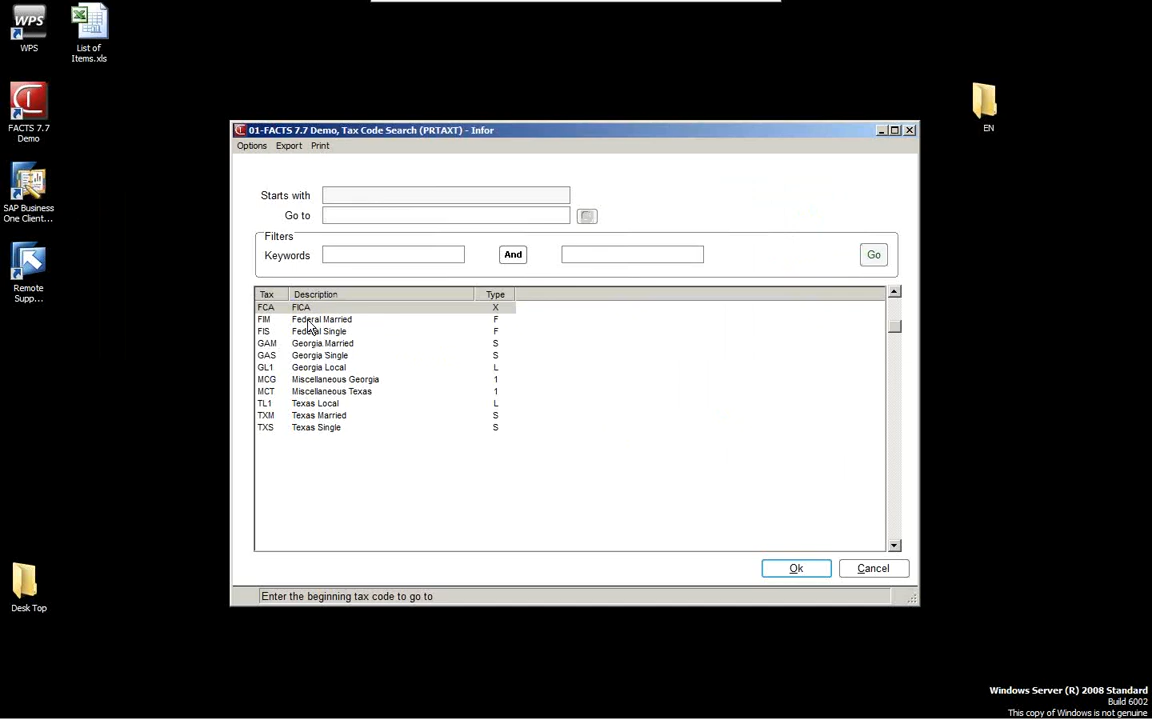 WPS
WPS
List of
Items.xls
FACTS 7.7
Demo
SAP Business
One Client...
Remote
Supp...
Desk Top
EN
01-FACTS 7.7 Demo, Tax Code Search (PRTAXT) - Infor
Options Export Print
Starts with
Go to
Filters
Keywords And Go
Tax Description Type
FCA FICA X
FIM Federal Married F
FIS Federal Single F
GAM Georgia Married S
GAS Georgia Single S
GL1 Georgia Local L
MCG Miscellaneous Georgia 1
MCT Miscellaneous Texas 1
TL1 Texas Local L
TXM Texas Married S
TXS Texas Single S
Ok Cancel
Enter the beginning tax code to go to
Windows Server (R) 2008 Standard
Build 6002
This copy of Windows is not genuine